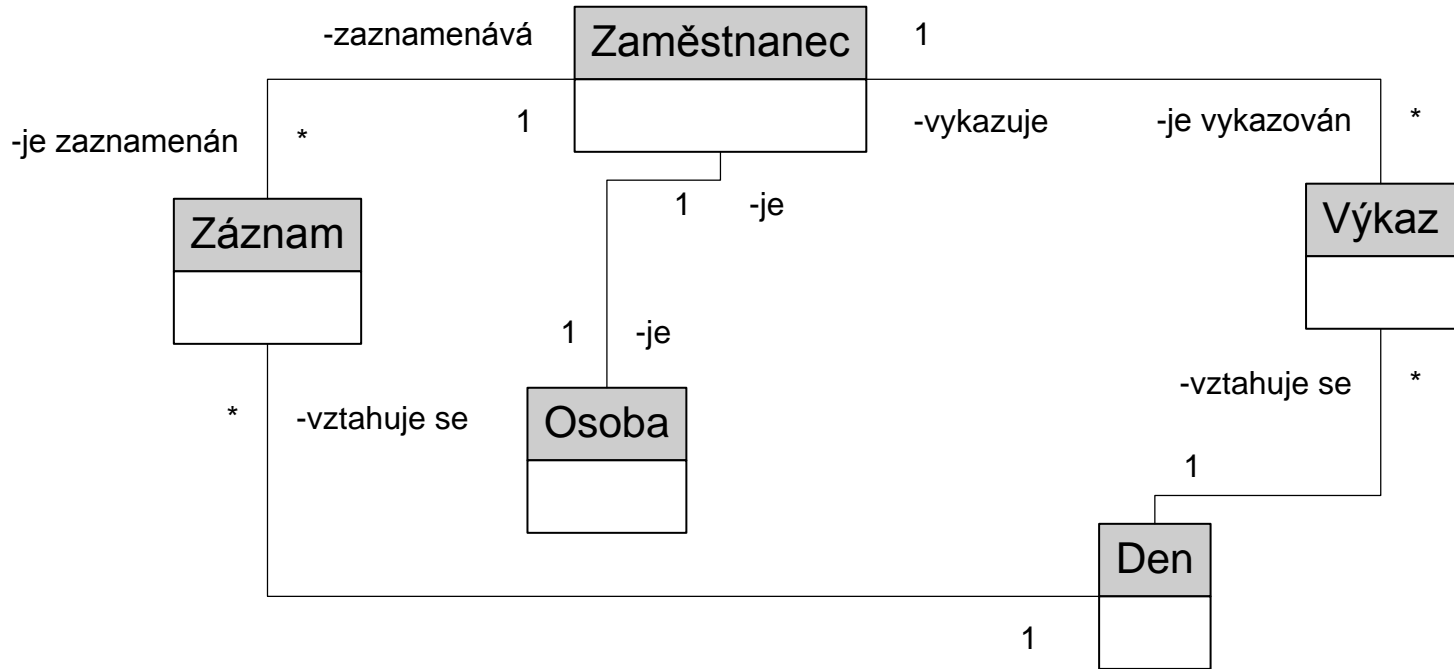 -zaznamenává
Zaměstnanec
1
-je zaznamenán
*
1
-vykazuje
-je vykazován
*
1
-je
Záznam
Výkaz
1
-je
*
-vztahuje se
Osoba
-vztahuje se
*
1
Den
1